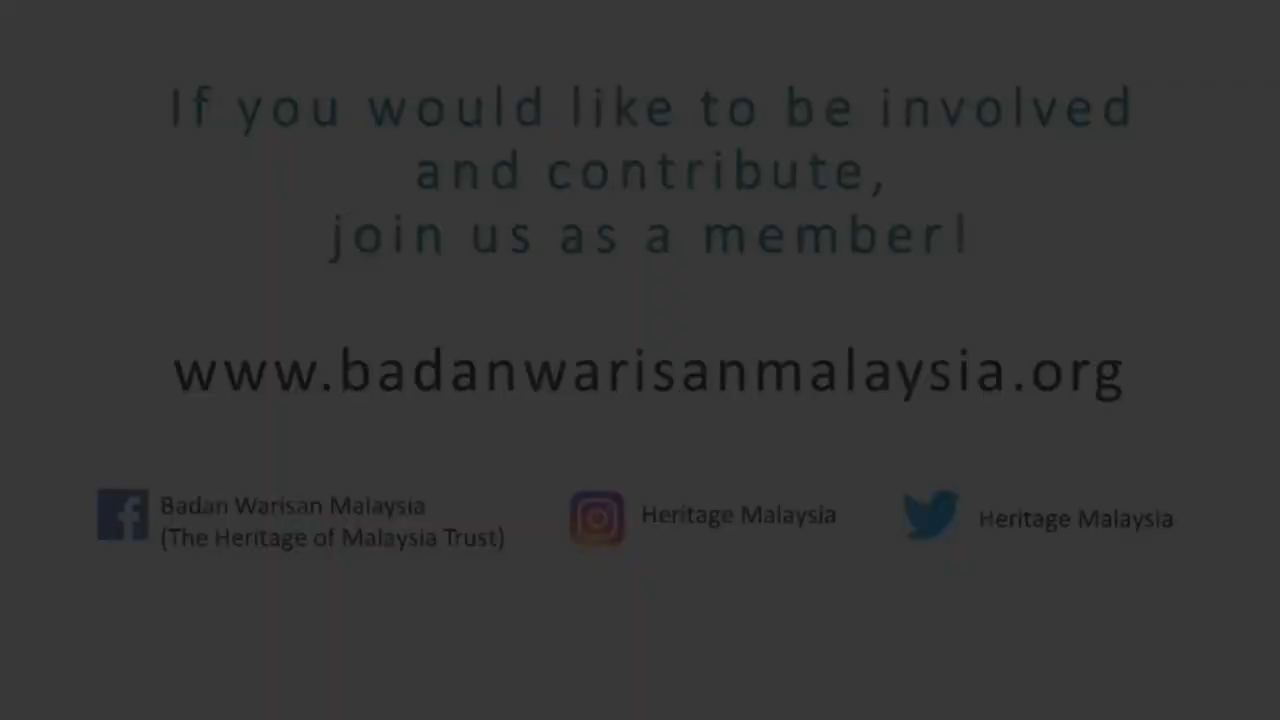 If you would like to be involved
and contribute,
join us as a member!
www.badanwarisanmalaysia.org
Badan Warisan Malaysia
(The Heritage of Malaysia Trust)
Heritage Malaysia
Heritage Malaysia